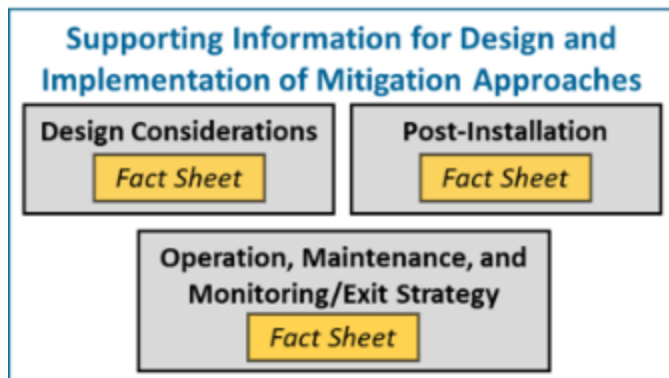 Supporting Information for Design and
Implementation of Mitigation Approaches
Design Considerations
Fact Sheet
Post-Installation
Fact Sheet
Operation, Maintenance, and
Monitoring/Exit Strategy
Fact Sheet